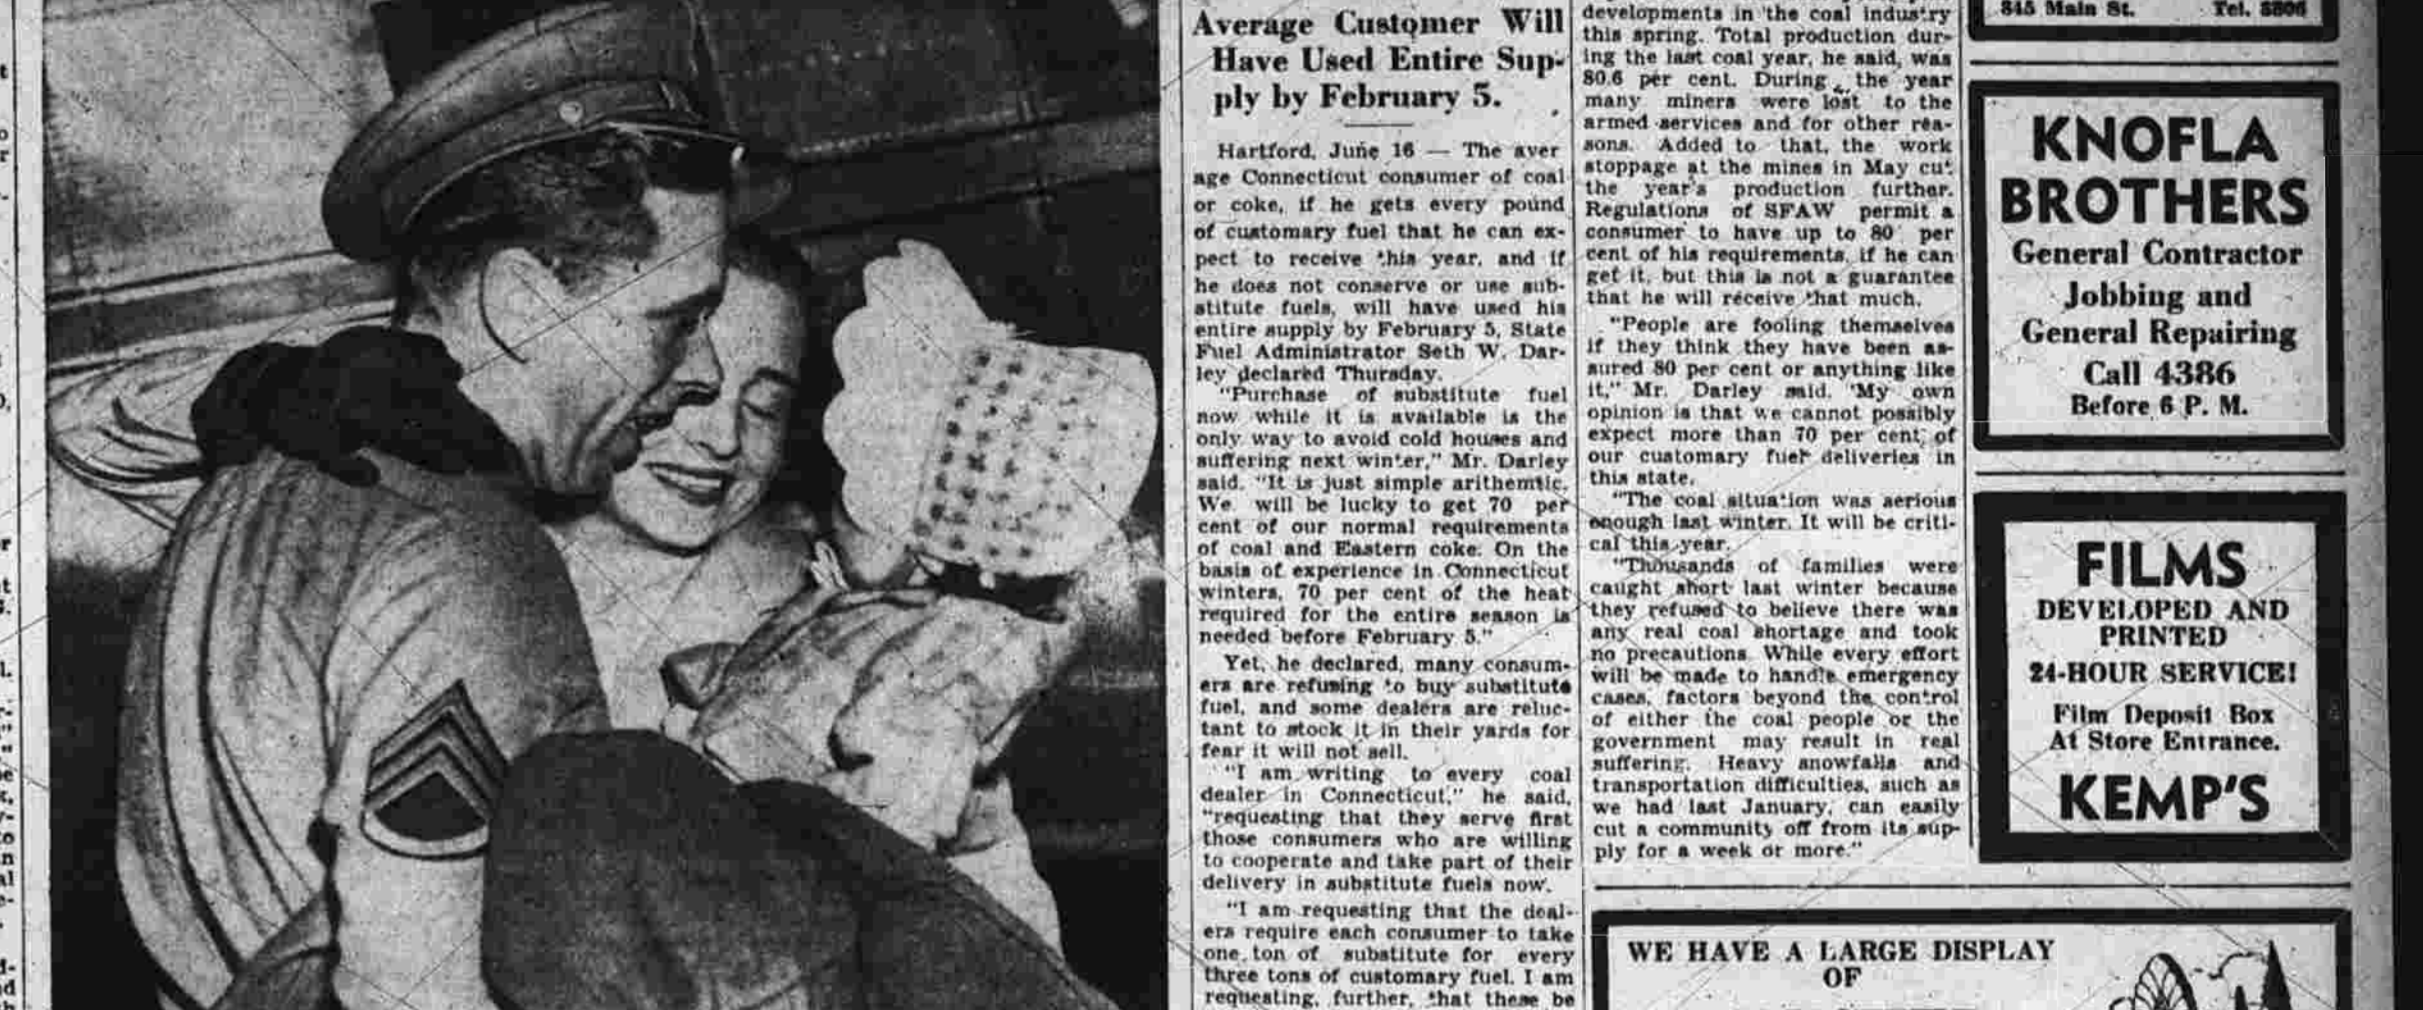 Average Customer Will
Have Used Entire Sup-
ply by February 5.
Hartford, June 16 — The aver
age Connecticut consumer of coal
or coke, if he gets every pound
of customary fuel that he can ex-
pect to receive this year, and if
he does not conserve or use sub-
stitute fuels, will have used his
entire supply by February 5, State
Fuel Administrator Seth W. Dar-
ley declared Thursday.
"Purchase of substitute fuel
now while it is available is the
only way to avoid cold houses and
suffering next winter," Mr. Darley
said. "It is just simple arithemtic.
We will be lucky to get 70 per
cent of our normal requirements
of coal and Eastern coke. On the
basis of experience in Connecticut
winters, 70 per cent of the heat
required for the entire season is
needed before February 5."
Yet, he declared, many consum-
ers are refusing to buy substitute
fuel, and some dealers are reluc-
tant to stock it in their yards for
fear it will not sell.
"I am writing to every coal
dealer in Connecticut," he said,
"requesting that they serve first
those consumers who are willing
to cooperate and take part of their
delivery in substitute fuels now.
"I am requesting that the deal-
ers require each consumer to take
one ton of substitute for every
three tons of customary fuel. I am
requesting, further, that these be
developments in the coal industry
this spring. Total production dur-
ing the last coal year, he said, was
80.6 per cent. During the year
many miners were lost to the
armed services and for other rea-
sons. Added to that, the work
stoppage at the mines in May cut
the year's production further.
Regulations of SFAW permit a
consumer to have up to 80 per
cent of his requirements, if he can
get it, but this is not a guarantee
that he will receive that much.
"People are fooling themselves
if they think they have been as-
sured 80 per cent or anything like
it," Mr. Darley said. 'My own
opinion is that we cannot possibly
expect more than 70 per cent of
our customary fuel deliveries in
this state.
"The coal situation was serious
enough last winter. It will be criti-
cal this year.
"Thousands of families were
caught short last winter because
they refused to believe there was
any real coal shortage and took
no precautions. While every effort
will be made to handle emergency
cases, factors beyond the control
of either the coal people or the
government may result in real
suffering. Heavy snowfalls and
transportation difficulties, such as
we had last January, can easily
cut a community off from its sup-
ply for a week or more."
845 Main St. Tel. 5806
KNOFLA
BROTHERS
General Contractor
Jobbing and
General Repairing
Call 4386
Before 6 P. M.
FILMS
DEVELOPED AND
PRINTED
24-HOUR SERVICE!
Film Deposit Box
At Store Entrance.
KEMP'S
WE HAVE A LARGE DISPLAY
OF